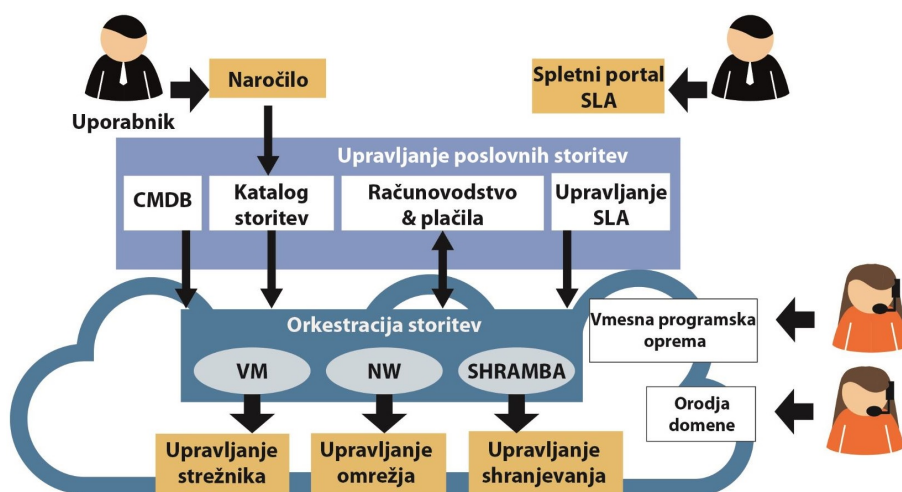 Uporabnik
Naročilo
Spletni portal
SLA
Upravljanje poslovnih storitev
CMDB
Katalog
storitev
Računovodstvo
& plačila
Upravljanje
SLA
Orkestracija storitev
VM
NW
SHRAMBA
Vmesna programska
oprema
Orodja
domene
Upravljanje
strežnika
Upravljanje
omrežja
Upravljanje
shranjevanja